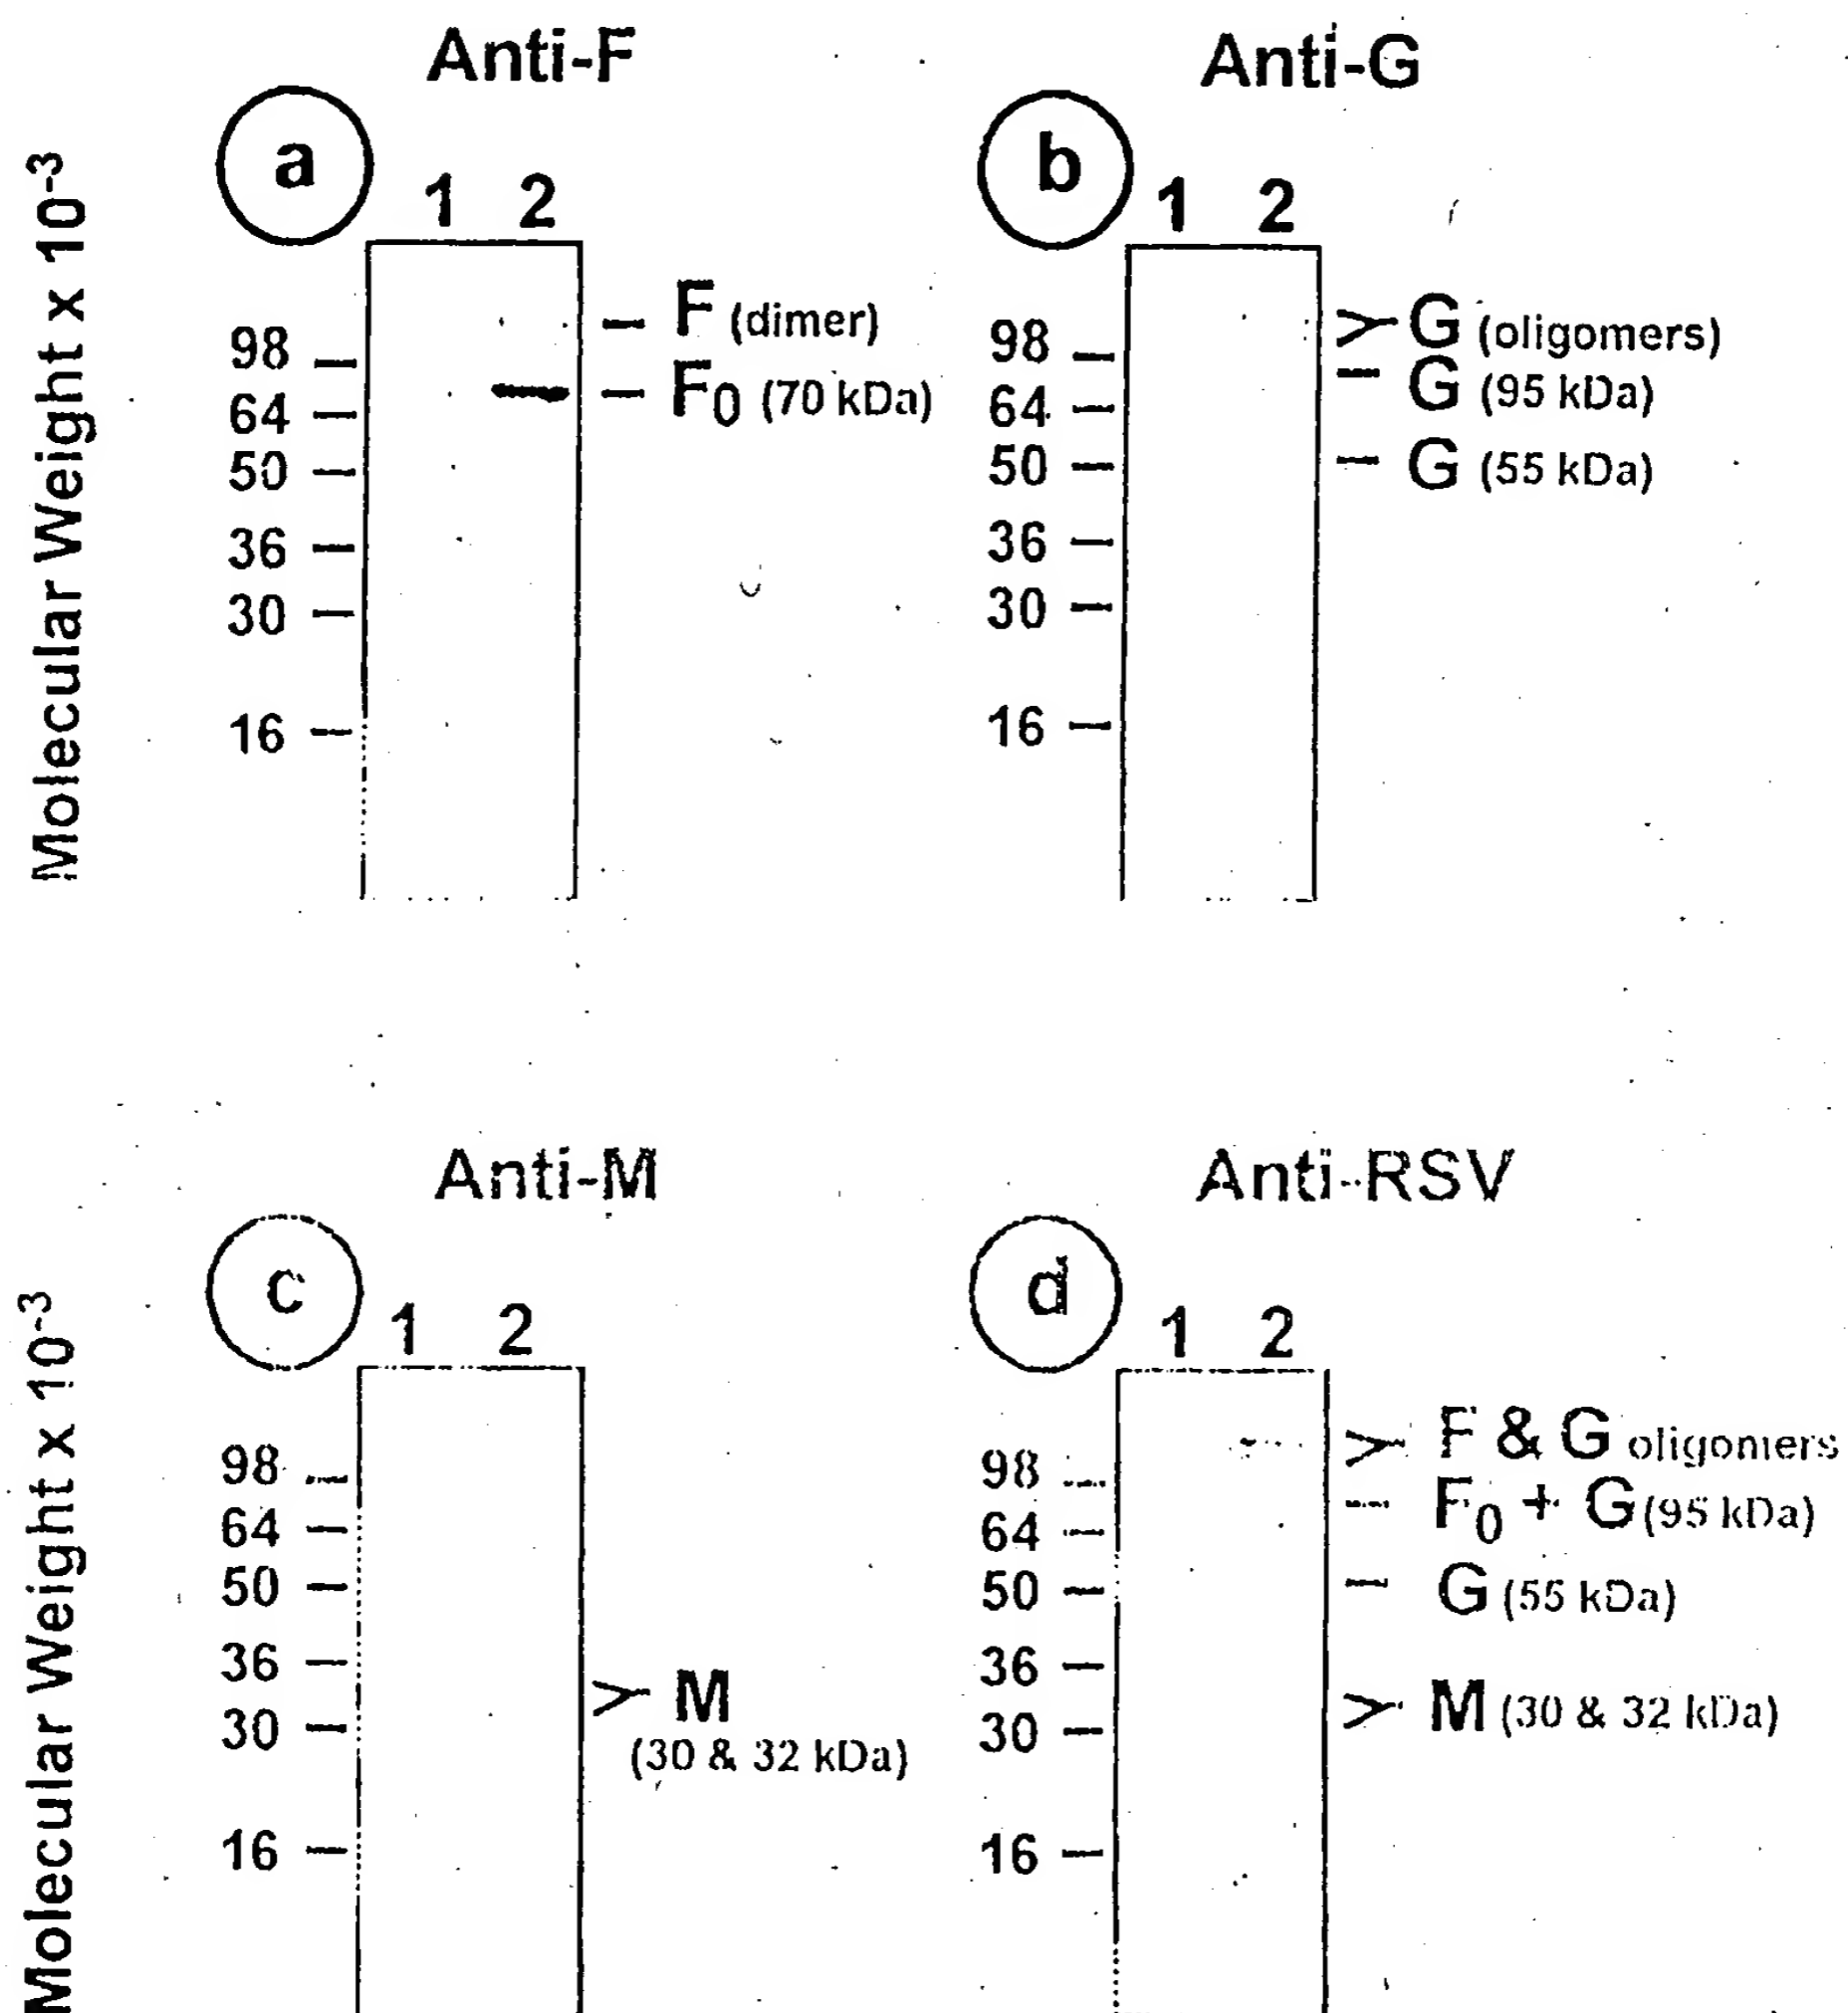 Anti-F
a
1 2
Molecular Weight x 10⁻³
98
64
50
36
30
16
F (dimer)
F0 (70 kDa)
Anti-G
b
1 2
98
64
50
36
30
16
G (oligomers)
G (95 kDa)
G (55 kDa)
Anti-M
c
1 2
Molecular Weight x 10⁻³
98
64
50
36
30
16
M
(30 & 32 kDa)
Anti-RSV
d
1 2
98
64
50
36
30
16
F & G oligomers
F0 + G (95 kDa)
G (55 kDa)
M (30 & 32 kDa)